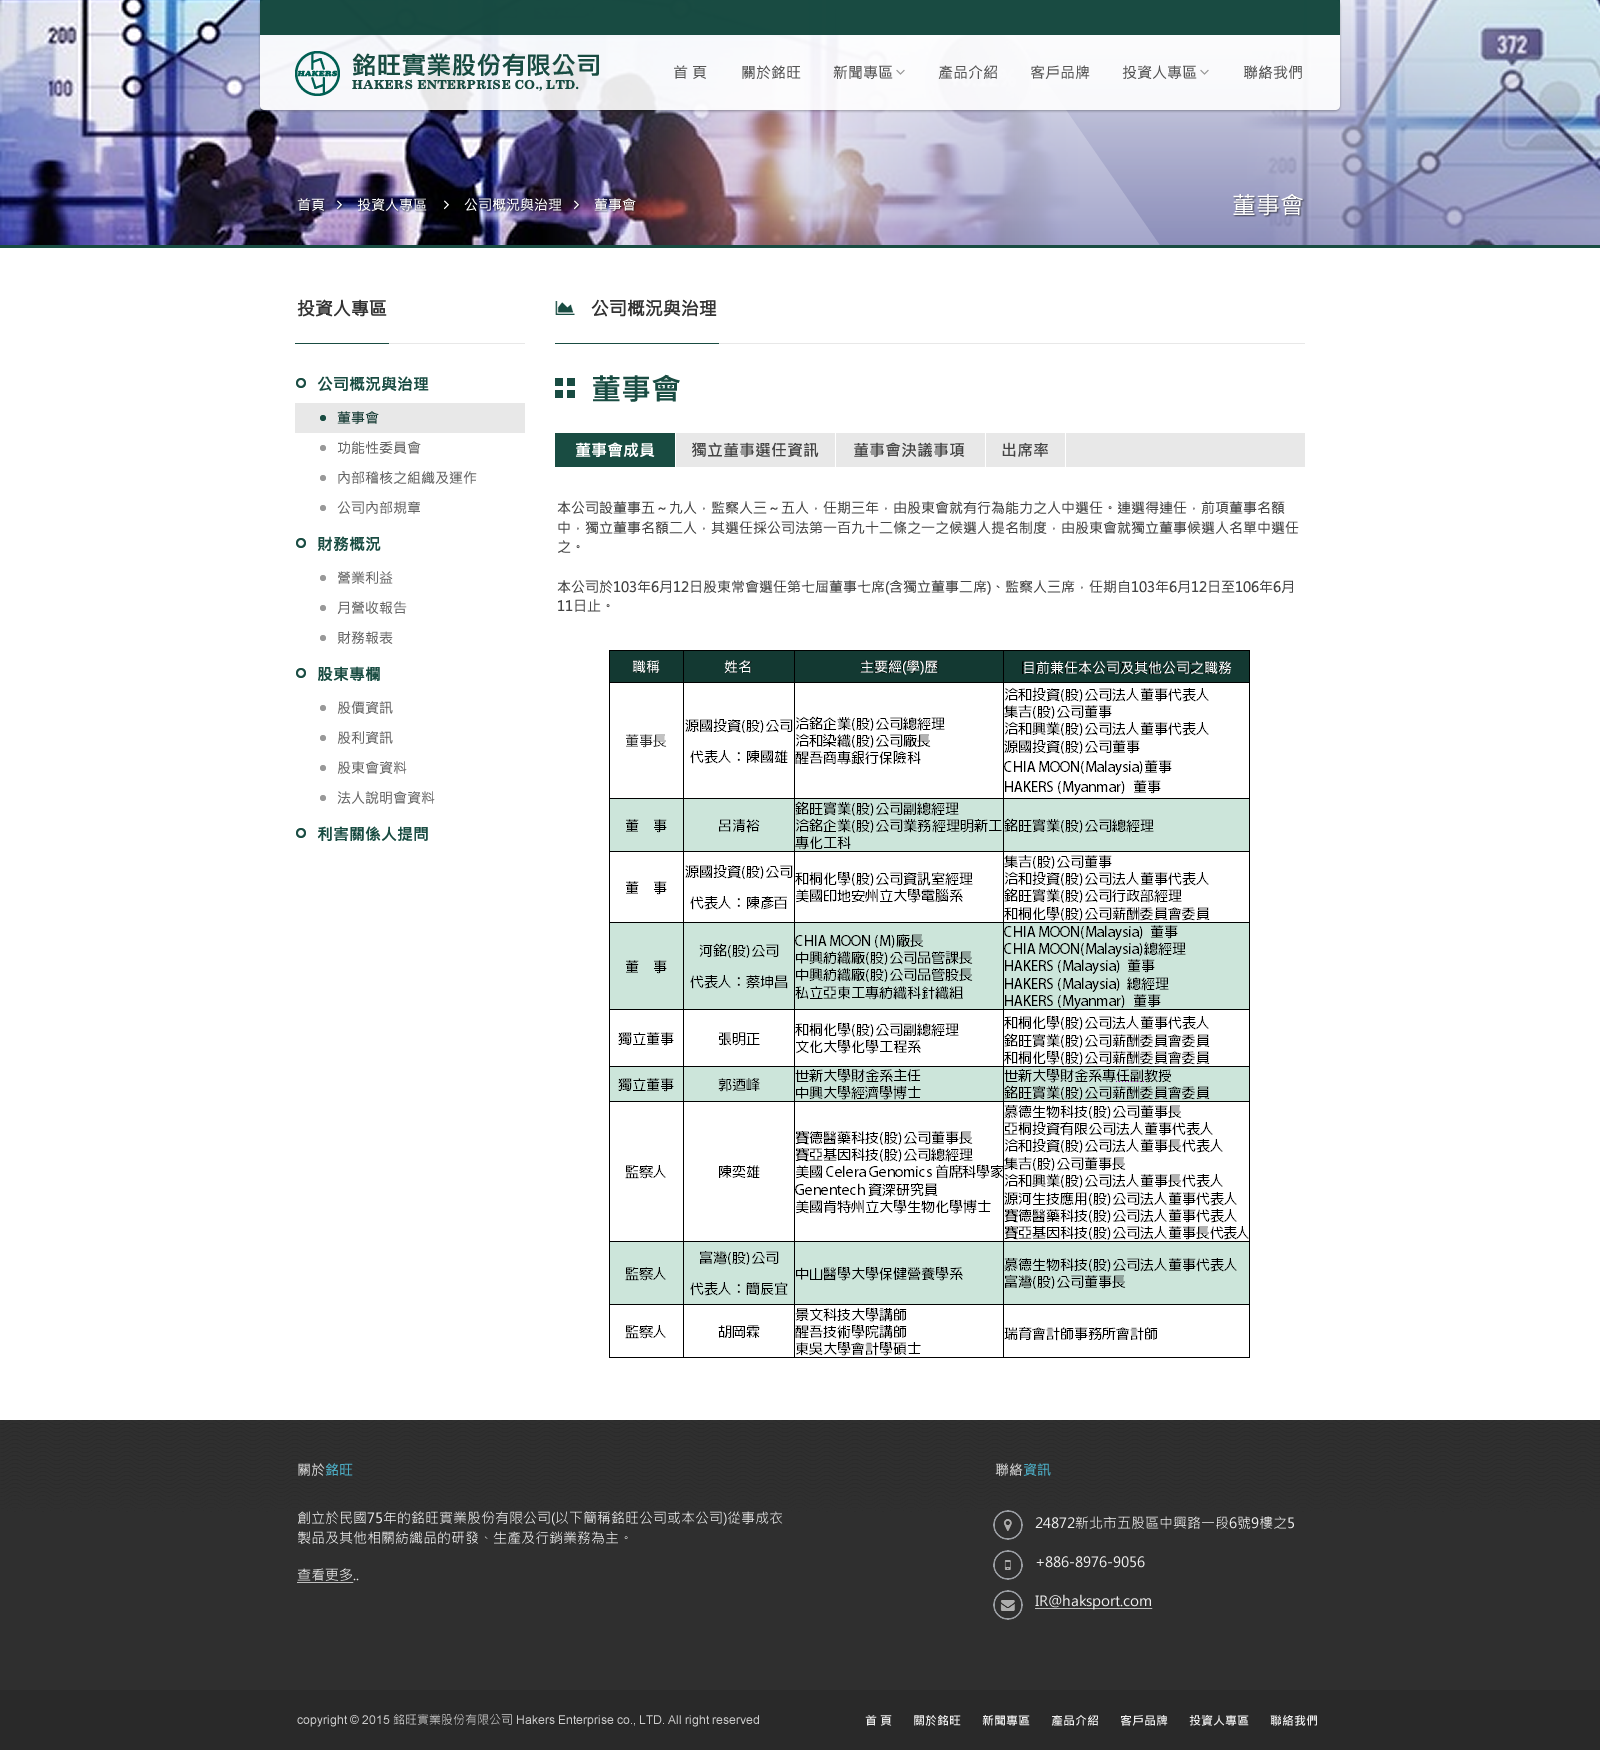 200
100
372
200
銘旺實業股份有限公司
HAKERS ENTERPRISE CO., LTD.
HAKERS
首 頁
關於銘旺
新聞專區
產品介紹
客戶品牌
投資人專區
聯絡我們
首頁 > 投資人專區 > 公司概況與治理 > 董事會
董事會
投資人專區
公司概況與治理
董事會
功能性委員會
內部稽核之組織及運作
公司內部規章
財務概況
營業利益
月營收報告
財務報表
股東專欄
股價資訊
股利資訊
股東會資料
法人說明會資料
利害關係人提問
公司概況與治理
董事會
董事會成員
獨立董事選任資訊
董事會決議事項
出席率
本公司設董事五～九人，監察人三～五人，任期三年，由股東會就有行為能力之人中選任。連選得連任，前項董事名額
中，獨立董事名額二人，其選任採公司法第一百九十二條之一之候選人提名制度，由股東會就獨立董事候選人名單中選任
之。
本公司於103年6月12日股東常會選任第七屆董事七席(含獨立董事二席)、監察人三席，任期自103年6月12日至106年6月
11日止。
職稱
姓名
主要經(學)歷
目前兼任本公司及其他公司之職務
董事長
源國投資(股)公司
代表人：陳國雄
洽銘企業(股)公司總經理
洽和染織(股)公司廠長
醒吾商專銀行保險科
洽和投資(股)公司法人董事代表人
集吉(股)公司董事
洽和興業(股)公司法人董事代表人
源國投資(股)公司董事
CHIA MOON(Malaysia)董事
HAKERS (Myanmar) 董事
董　事
呂清裕
銘旺實業(股)公司副總經理
洽銘企業(股)公司業務經理明新工
專化工科
銘旺實業(股)公司總經理
董　事
源國投資(股)公司
代表人：陳彥百
和桐化學(股)公司資訊室經理
美國印地安州立大學電腦系
集吉(股)公司董事
洽和投資(股)公司法人董事代表人
銘旺實業(股)公司行政部經理
和桐化學(股)公司薪酬委員會委員
董　事
河銘(股)公司
代表人：蔡坤昌
CHIA MOON (M)廠長
中興紡織廠(股)公司品管課長
中興紡織廠(股)公司品管股長
私立亞東工專紡織科針織組
CHIA MOON(Malaysia) 董事
CHIA MOON(Malaysia)總經理
HAKERS (Malaysia) 董事
HAKERS (Malaysia) 總經理
HAKERS (Myanmar) 董事
獨立董事
張明正
和桐化學(股)公司副總經理
文化大學化學工程系
和桐化學(股)公司法人董事代表人
銘旺實業(股)公司薪酬委員會委員
和桐化學(股)公司薪酬委員會委員
獨立董事
郭迺峰
世新大學財金系主任
中興大學經濟學博士
世新大學財金系專任副教授
銘旺實業(股)公司薪酬委員會委員
監察人
陳奕雄
賽德醫藥科技(股)公司董事長
賽亞基因科技(股)公司總經理
美國 Celera Genomics 首席科學家
Genentech 資深研究員
美國肯特州立大學生物化學博士
慕德生物科技(股)公司董事長
亞桐投資有限公司法人董事代表人
洽和投資(股)公司法人董事長代表人
集吉(股)公司董事長
洽和興業(股)公司法人董事長代表人
源河生技應用(股)公司法人董事代表人
賽德醫藥科技(股)公司法人董事代表人
賽亞基因科技(股)公司法人董事長代表人
監察人
富灣(股)公司
代表人：簡辰宜
中山醫學大學保健營養學系
慕德生物科技(股)公司法人董事代表人
富灣(股)公司董事長
監察人
胡岡霖
景文科技大學講師
醒吾技術學院講師
東吳大學會計學碩士
瑞育會計師事務所會計師
關於銘旺
創立於民國75年的銘旺實業股份有限公司(以下簡稱銘旺公司或本公司)從事成衣
製品及其他相關紡織品的研發、生產及行銷業務為主。
查看更多..
聯絡資訊
24872新北市五股區中興路一段6號9樓之5
+886-8976-9056
IR@haksport.com
copyright © 2015 銘旺實業股份有限公司 Hakers Enterprise co., LTD. All right reserved
首 頁
關於銘旺
新聞專區
產品介紹
客戶品牌
投資人專區
聯絡我們